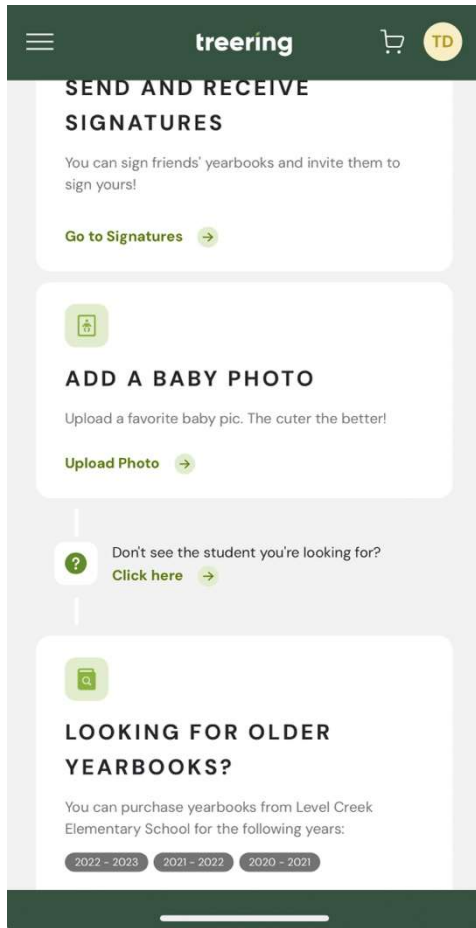 treering
TD
SEND AND RECEIVE
SIGNATURES
You can sign friends' yearbooks and invite them to
sign yours!
Go to Signatures →
ADD A BABY PHOTO
Upload a favorite baby pic. The cuter the better!
Upload Photo →
?
Don't see the student you're looking for?
Click here →
LOOKING FOR OLDER
YEARBOOKS?
You can purchase yearbooks from Level Creek
Elementary School for the following years:
2022 - 2023 2021 - 2022 2020 - 2021